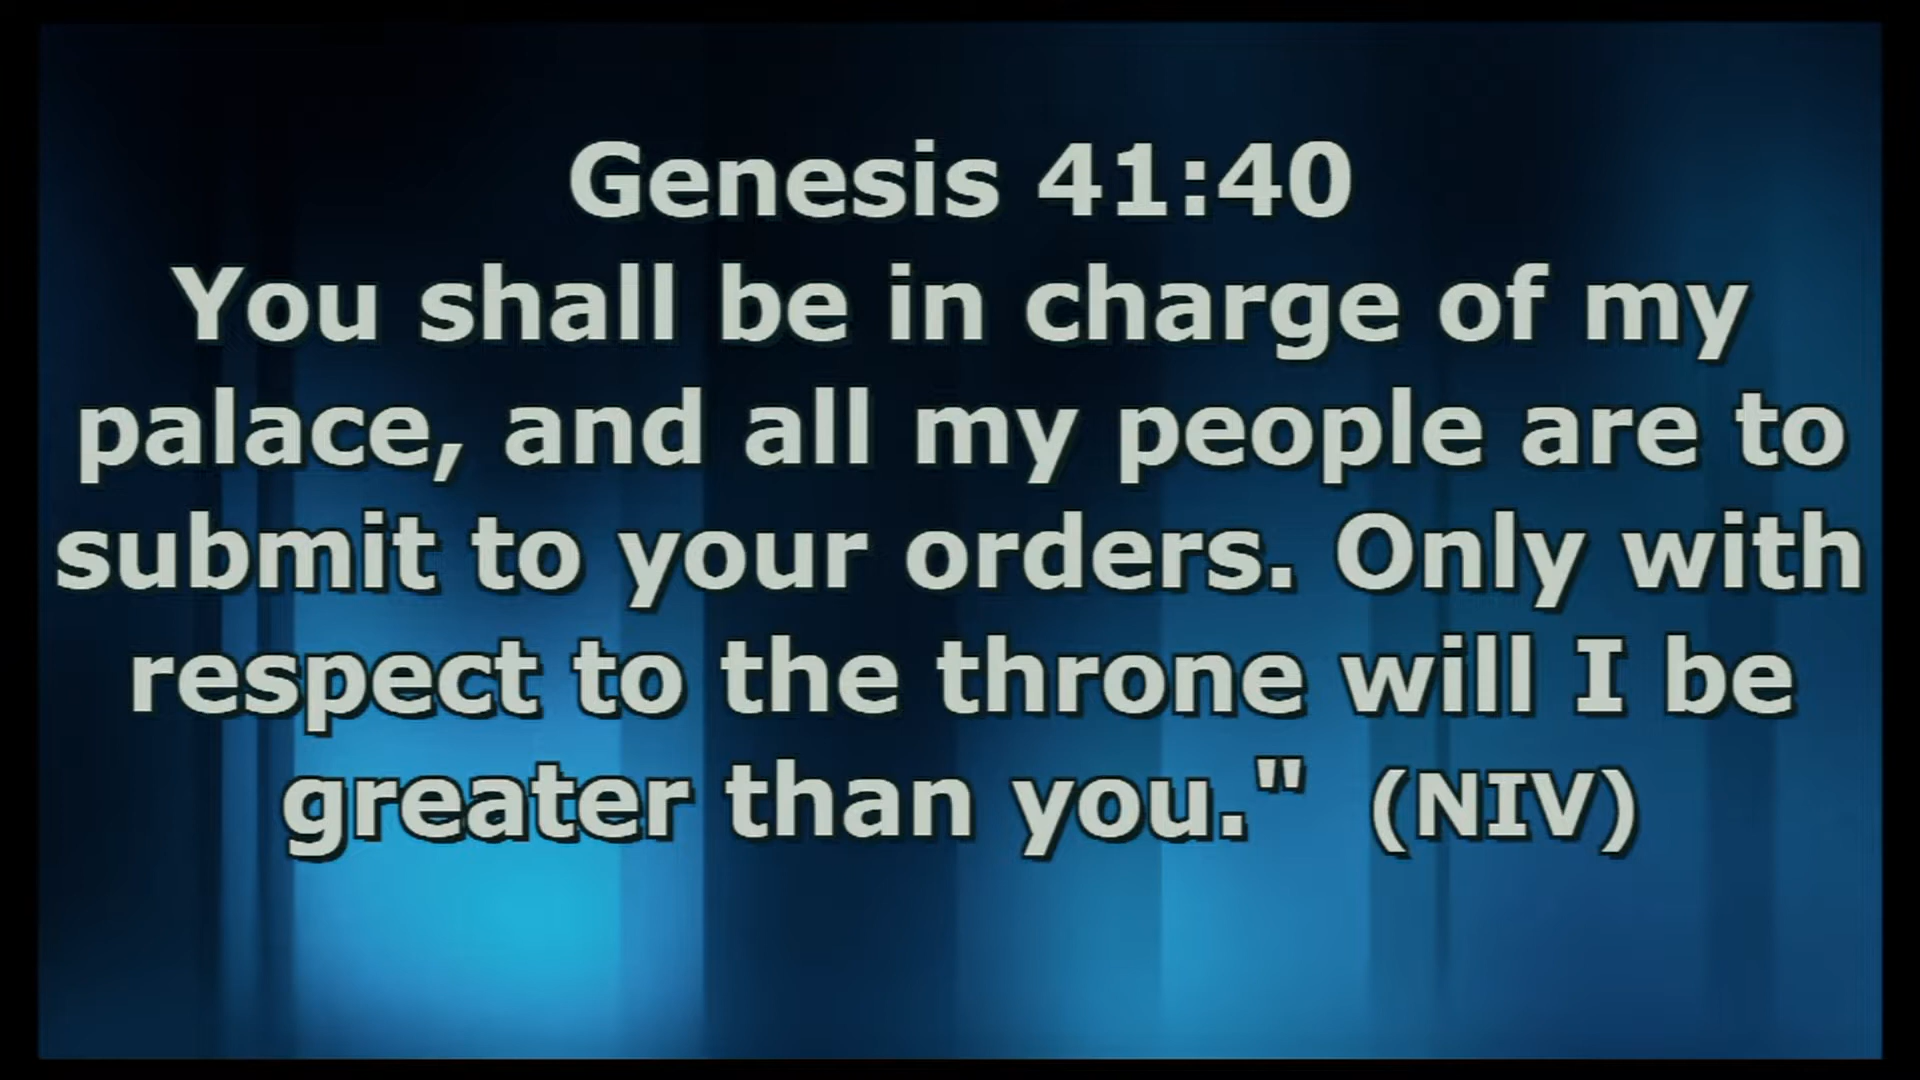 Genesis 41:40
You shall be in charge of my
palace, and all my people are to
submit to your orders. Only with
respect to the throne will I be
greater than you." (NIV)